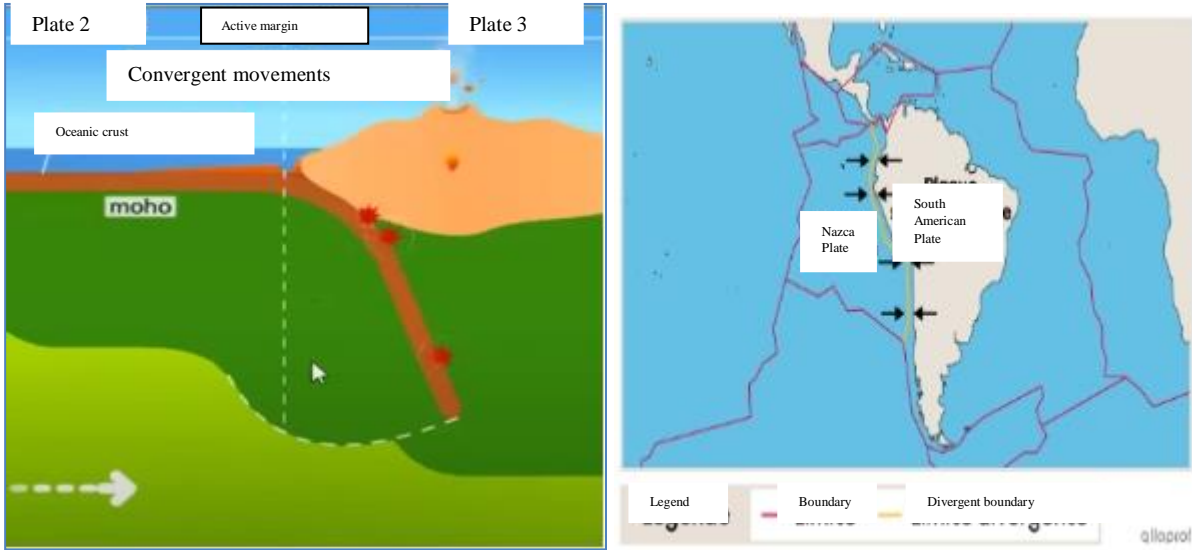 Plate 2
Active margin
Plate 3
Convergent movements
Oceanic crust
moho
Nazca
Plate
South
American
Plate
Legend
Boundary
Divergent boundary
alloprof